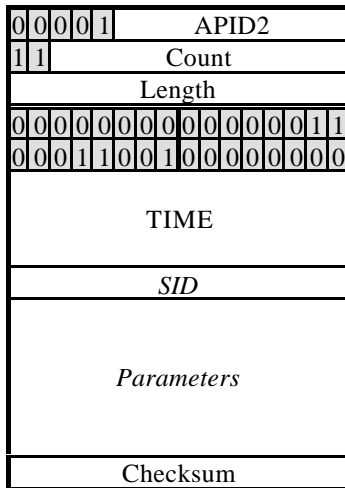 0 0 0 0 1 APID2
1 1 Count
Length
0 0 0 0 0 0 0 0 0 0 0 0 0 0 1 1
0 0 0 1 1 0 0 1 0 0 0 0 0 0 0 0
TIME
SID
Parameters
Checksum